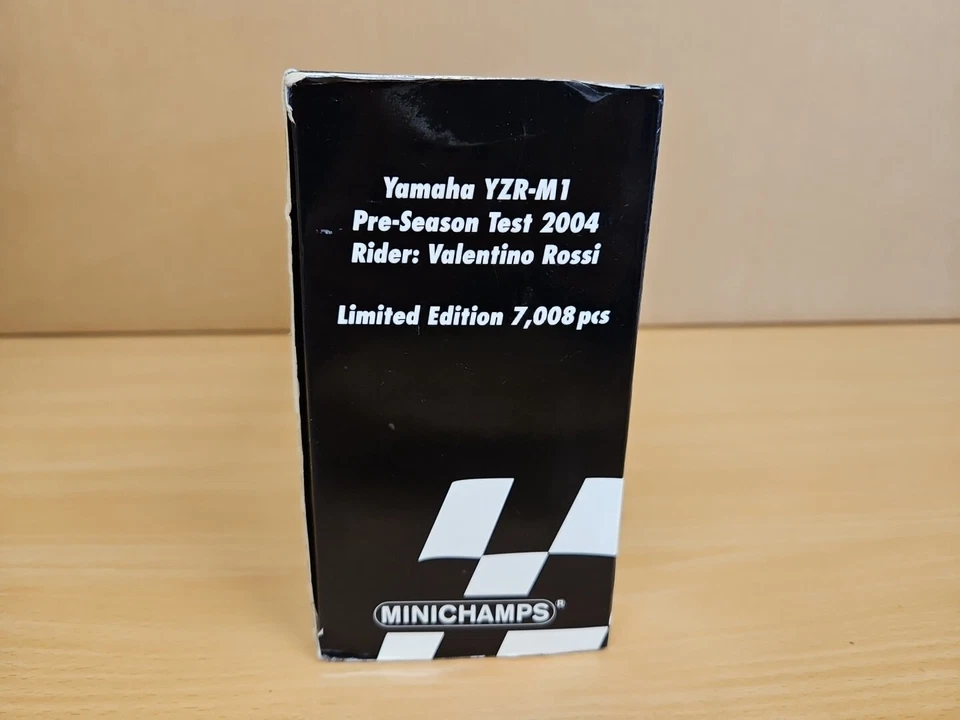 Yamaha YZR-M1
Pre-Season Test 2004
Rider: Valentino Rossi
Limited Edition 7,008 pcs
MINICHAMPS®